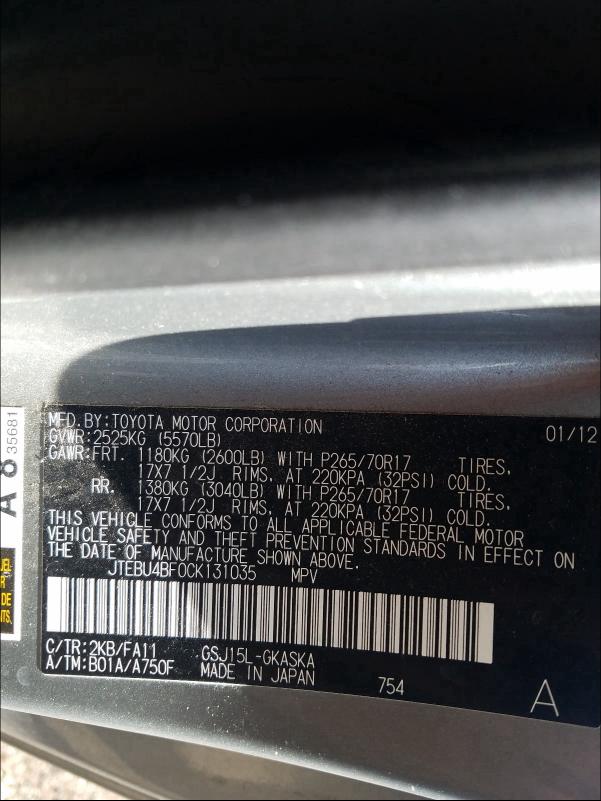 MFD.BY:TOYOTA MOTOR CORPORATION 01/12
GVWR:2525KG (5570LB)
GAWR:FRT. 1180KG (2600LB) WITH P265/70R17 TIRES,
17X7 1/2J RIMS, AT 220KPA (32PSI) COLD.
RR. 1380KG (3040LB) WITH P265/70R17 TIRES,
17X7 1/2J RIMS, AT 220KPA (32PSI) COLD.
THIS VEHICLE CONFORMS TO ALL APPLICABLE FEDERAL MOTOR
VEHICLE SAFETY AND THEFT PREVENTION STANDARDS IN EFFECT ON
THE DATE OF MANUFACTURE SHOWN ABOVE.
JTEBU4BF0CK131035 MPV
C/TR:2KB/FA11 GSJ15L-GKASKA
A/TM:B01A/A750F MADE IN JAPAN 754 A
A 8 35681
UEL
R
DE
NTS.